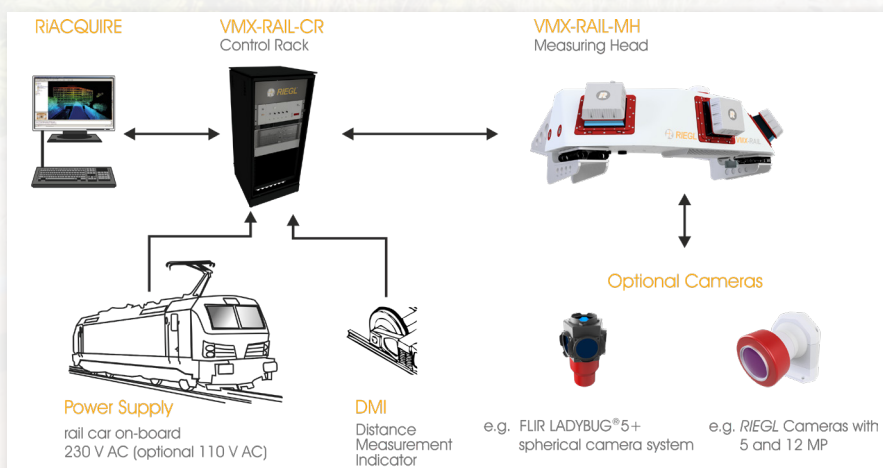 RiACQUIRE
VMX-RAIL-CR
Control Rack
VMX-RAIL-MH
Measuring Head
RIEGL
RIEGL VMX-RAIL
Optional Cameras
Power Supply
rail car on-board
230 V AC (optional 110 V AC)
DMI
Distance
Measurement
Indicator
e.g. FLIR LADYBUG®5+
spherical camera system
e.g. RIEGL Cameras with
5 and 12 MP